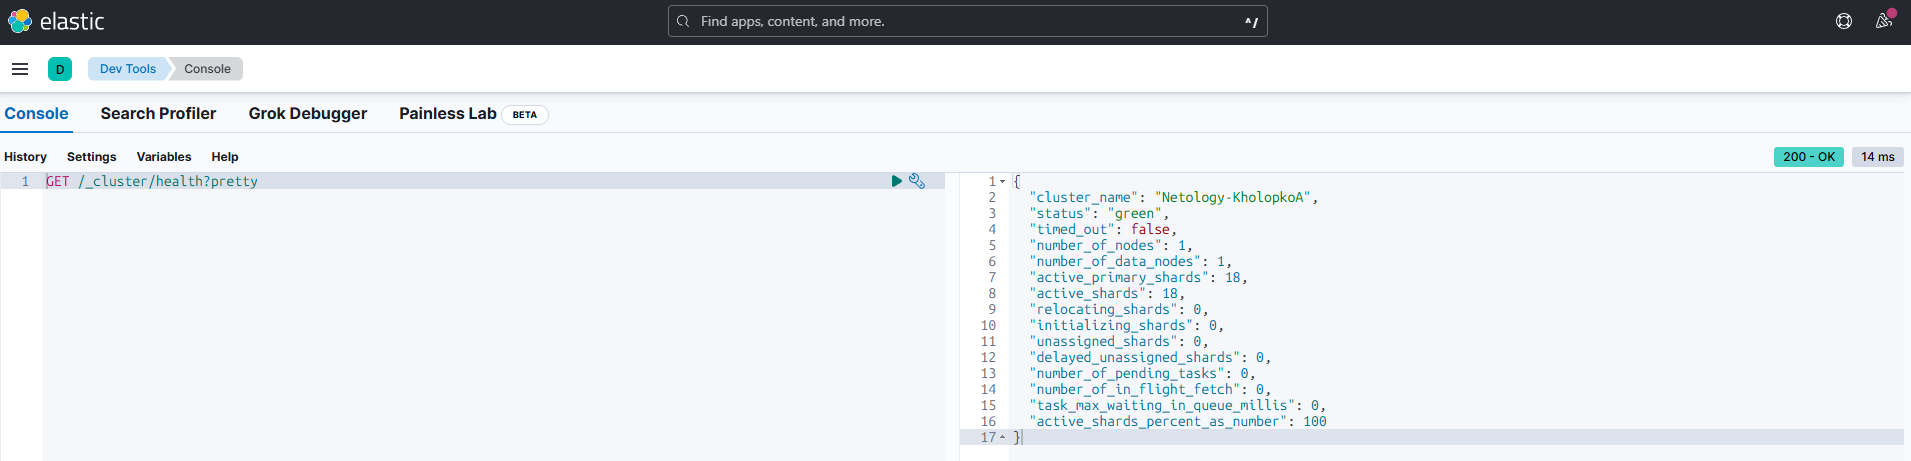 elastic
Find apps, content, and more.
^/
D
Dev Tools
Console
Console
Search Profiler
Grok Debugger
Painless Lab
BETA
History
Settings
Variables
Help
200 - OK
14 ms
1
GET /_cluster/health?pretty
1 {
2 "cluster_name": "Netology-KholopkoA",
3 "status": "green",
4 "timed_out": false,
5 "number_of_nodes": 1,
6 "number_of_data_nodes": 1,
7 "active_primary_shards": 18,
8 "active_shards": 18,
9 "relocating_shards": 0,
10 "initializing_shards": 0,
11 "unassigned_shards": 0,
12 "delayed_unassigned_shards": 0,
13 "number_of_pending_tasks": 0,
14 "number_of_in_flight_fetch": 0,
15 "task_max_waiting_in_queue_millis": 0,
16 "active_shards_percent_as_number": 100
17 }